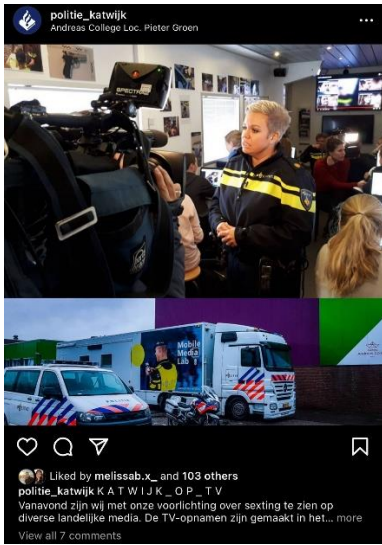 politie_katwijk
Andreas College Loc. Pieter Groen
Mobile
Media
Lab
Liked by melissab.x_ and 103 others
politie_katwijk K A T W I J K _ O P _ T V
Vanavond zijn wij met onze voorlichting over sexting te zien op
diverse landelijke media. De TV-opnamen zijn gemaakt in het... more
View all 7 comments